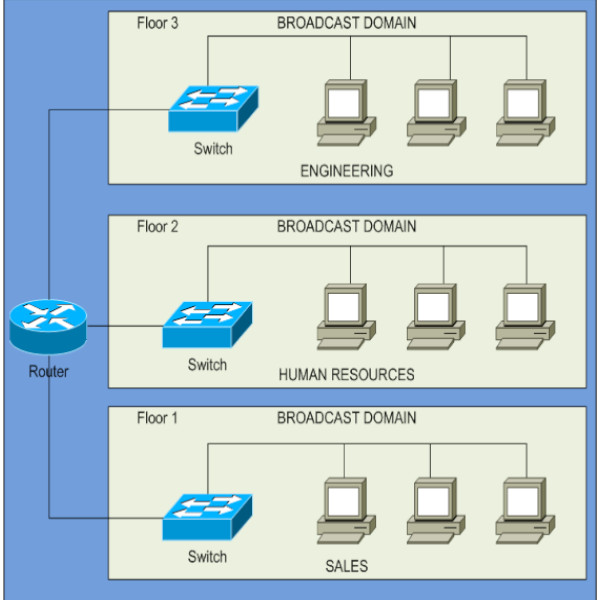 Floor 3 BROADCAST DOMAIN
Switch
ENGINEERING
Floor 2 BROADCAST DOMAIN
Router
Switch
HUMAN RESOURCES
Floor 1 BROADCAST DOMAIN
Switch
SALES